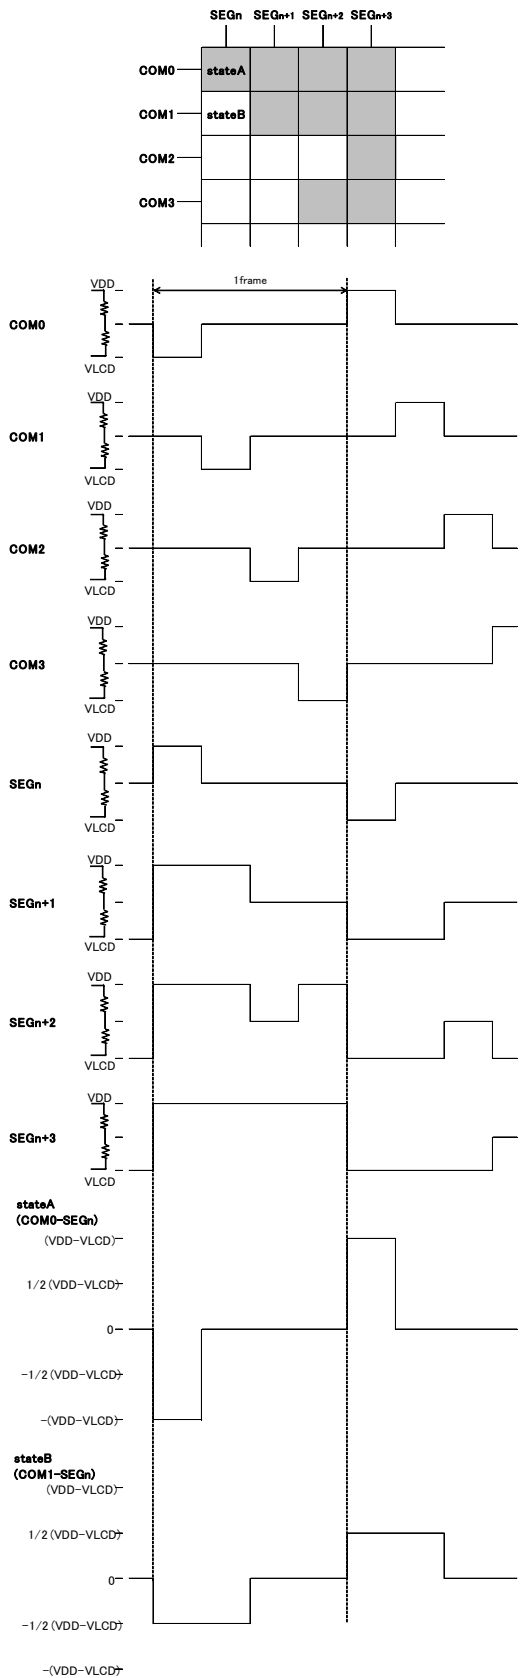 SEGn SEGn+1 SEGn+2 SEGn+3
COM0 stateA
COM1 stateB
COM2
COM3
1frame
VDD
COM0
VLCD
VDD
COM1
VLCD
VDD
COM2
VLCD
VDD
COM3
VLCD
VDD
SEGn
VLCD
VDD
SEGn+1
VLCD
VDD
SEGn+2
VLCD
VDD
SEGn+3
VLCD
stateA
(COM0-SEGn)
(VDD-VLCD)
1/2(VDD-VLCD)
0
-1/2(VDD-VLCD)
-(VDD-VLCD)
stateB
(COM1-SEGn)
(VDD-VLCD)
1/2(VDD-VLCD)
0
-1/2(VDD-VLCD)
-(VDD-VLCD)